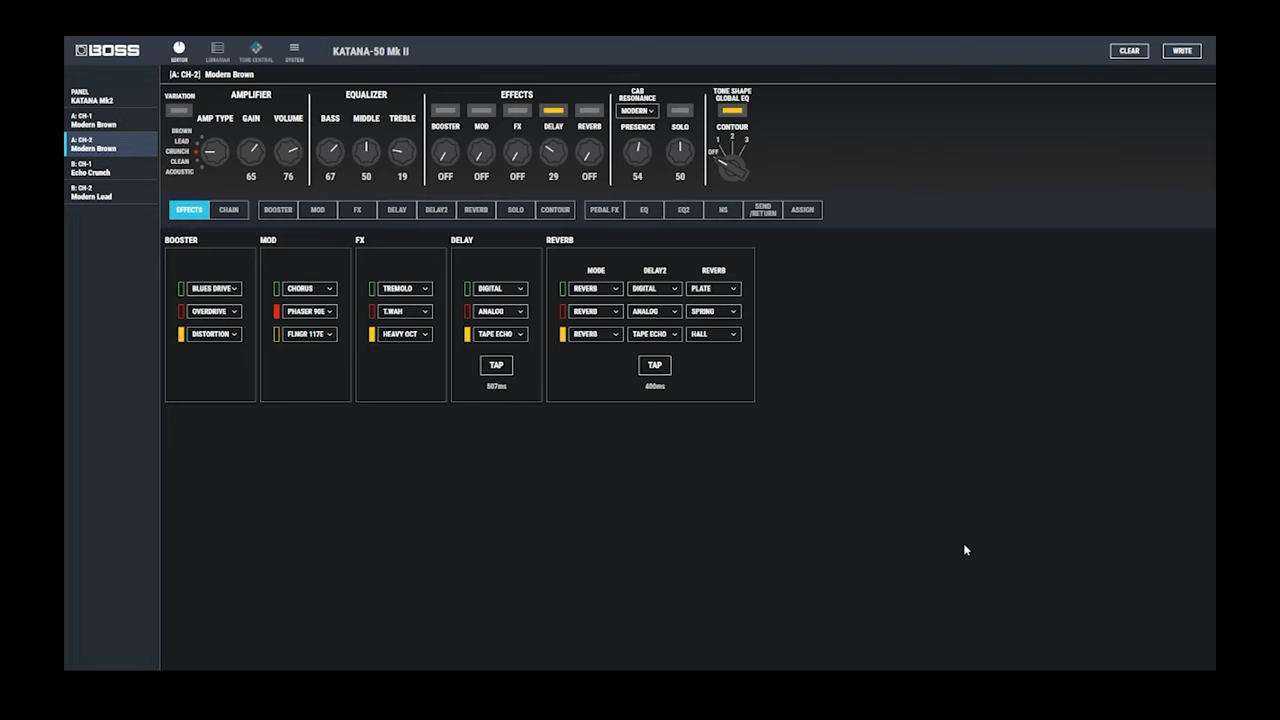 BOSS
EDITOR LIBRARIAN TONE CENTRAL SYSTEM
KATANA-50 Mk II
CLEAR WRITE
[A: CH-2] Modern Brown
PANEL
KATANA Mk2
A: CH-1
Modern Brown
A: CH-2
Modern Brown
B: CH-1
Echo Crunch
B: CH-2
Modern Lead
VARIATION
AMPLIFIER
AMP TYPE GAIN VOLUME
BROWN
LEAD
CRUNCH
CLEAN
ACOUSTIC
65 76
EQUALIZER
BASS MIDDLE TREBLE
67 50 19
EFFECTS
BOOSTER MOD FX DELAY REVERB
OFF OFF OFF 29 OFF
CAB
RESONANCE
MODERN
PRESENCE SOLO
54 50
TONE SHAPE
GLOBAL EQ
CONTOUR
OFF 1 2 3
EFFECTS CHAIN BOOSTER MOD FX DELAY DELAY2 REVERB SOLO CONTOUR PEDAL FX EQ EQ2 NS SEND /RETURN ASSIGN
BOOSTER
BLUES DRIVE
OVERDRIVE
DISTORTION
MOD
CHORUS
PHASER 90E
FLNGR 117E
FX
TREMOLO
T.WAH
HEAVY OCT
DELAY
DIGITAL
ANALOG
TAPE ECHO
TAP
507ms
REVERB
MODE DELAY2 REVERB
REVERB DIGITAL PLATE
REVERB ANALOG SPRING
REVERB TAPE ECHO HALL
TAP
400ms